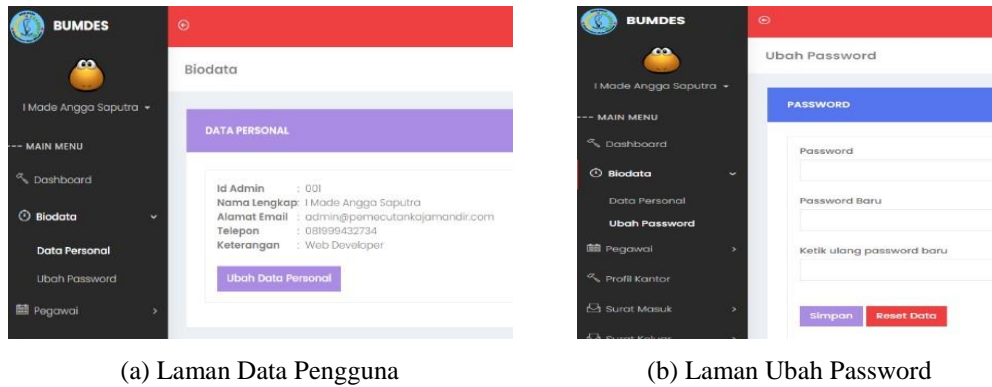 BUMDES
I Made Angga Saputra
--- MAIN MENU
Dashboard
Biodata
Data Personal
Ubah Password
Pegawai
Biodata
DATA PERSONAL
Id Admin : 001
Nama Lengkap: I Made Angga Saputra
Alamat Email : admin@pemecutankajamandir.com
Telepon : 081999432734
Keterangan : Web Developer
Ubah Data Personal
(a) Laman Data Pengguna
BUMDES
I Made Angga Saputra
--- MAIN MENU
Dashboard
Biodata
Data Personal
Ubah Password
Pegawai
Profil Kantor
Surat Masuk
Surat Keluar
Ubah Password
PASSWORD
Password
Password Baru
Ketik ulang password baru
Simpan Reset Data
(b) Laman Ubah Password